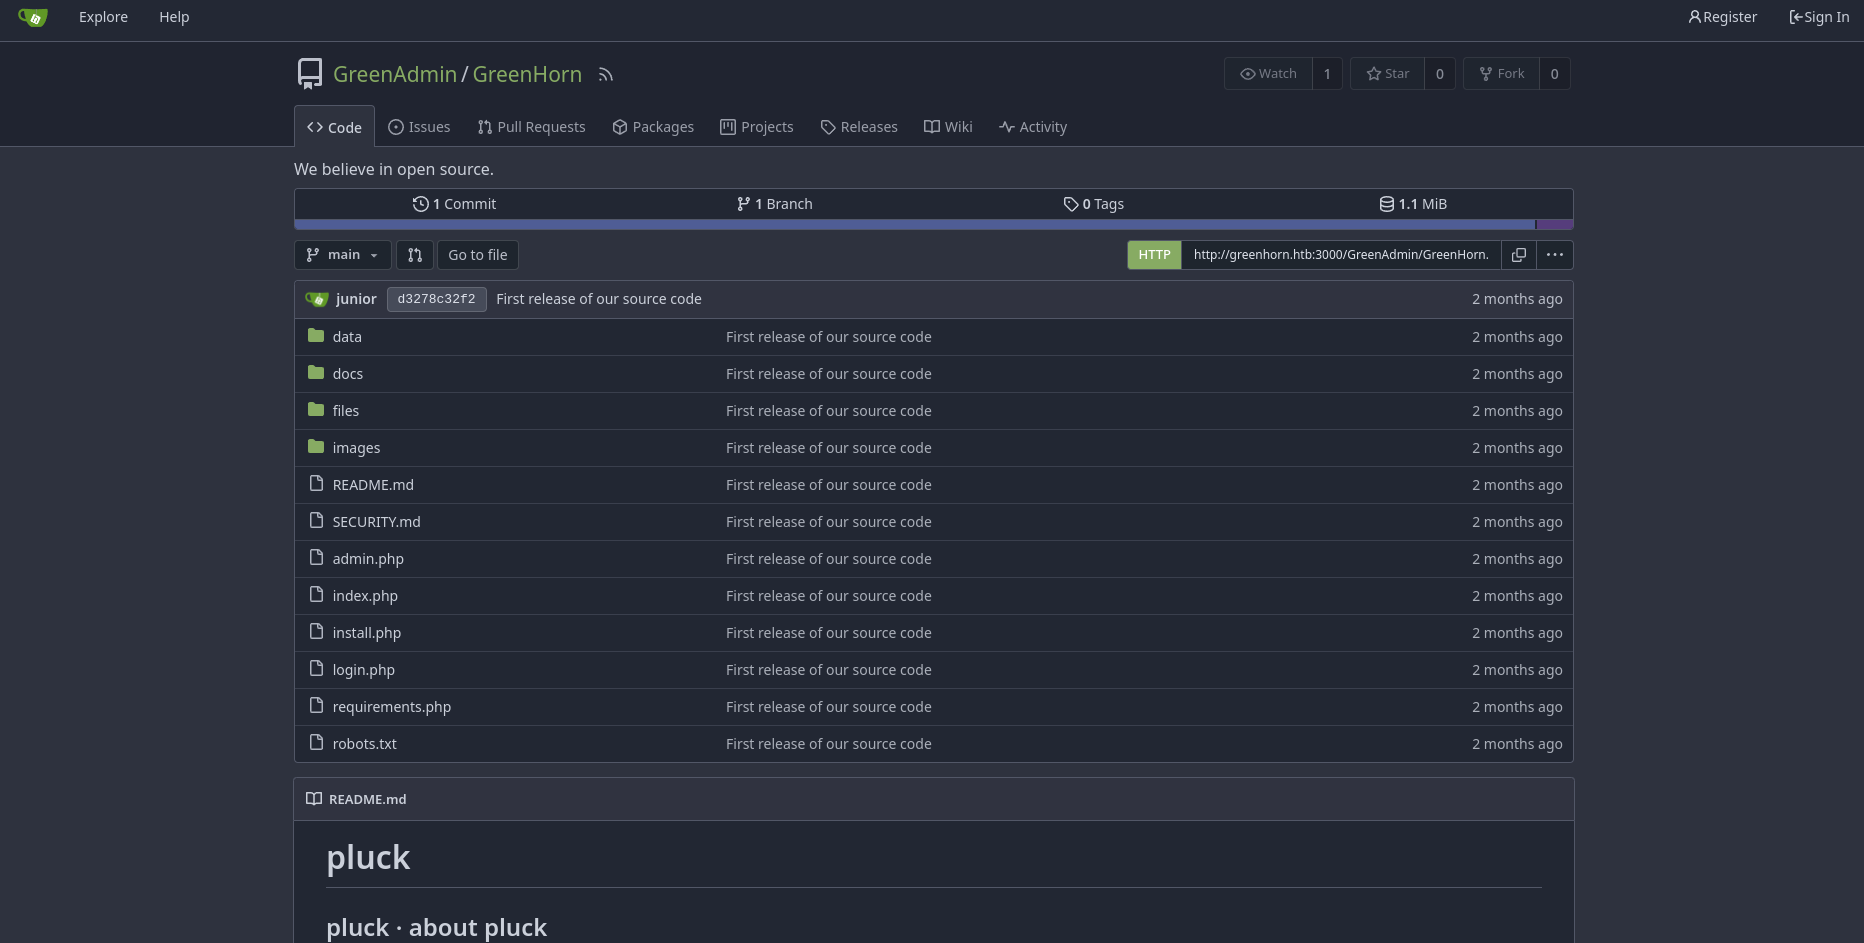 Explore Help Register Sign In
GreenAdmin / GreenHorn Watch 1 Star 0 Fork 0
Code Issues Pull Requests Packages Projects Releases Wiki Activity
We believe in open source.
1 Commit 1 Branch 0 Tags 1.1 MiB
main Go to file HTTP http://greenhorn.htb:3000/GreenAdmin/GreenHorn.
junior d3278c32f2 First release of our source code 2 months ago
data First release of our source code 2 months ago
docs First release of our source code 2 months ago
files First release of our source code 2 months ago
images First release of our source code 2 months ago
README.md First release of our source code 2 months ago
SECURITY.md First release of our source code 2 months ago
admin.php First release of our source code 2 months ago
index.php First release of our source code 2 months ago
install.php First release of our source code 2 months ago
login.php First release of our source code 2 months ago
requirements.php First release of our source code 2 months ago
robots.txt First release of our source code 2 months ago
README.md
pluck
pluck · about pluck